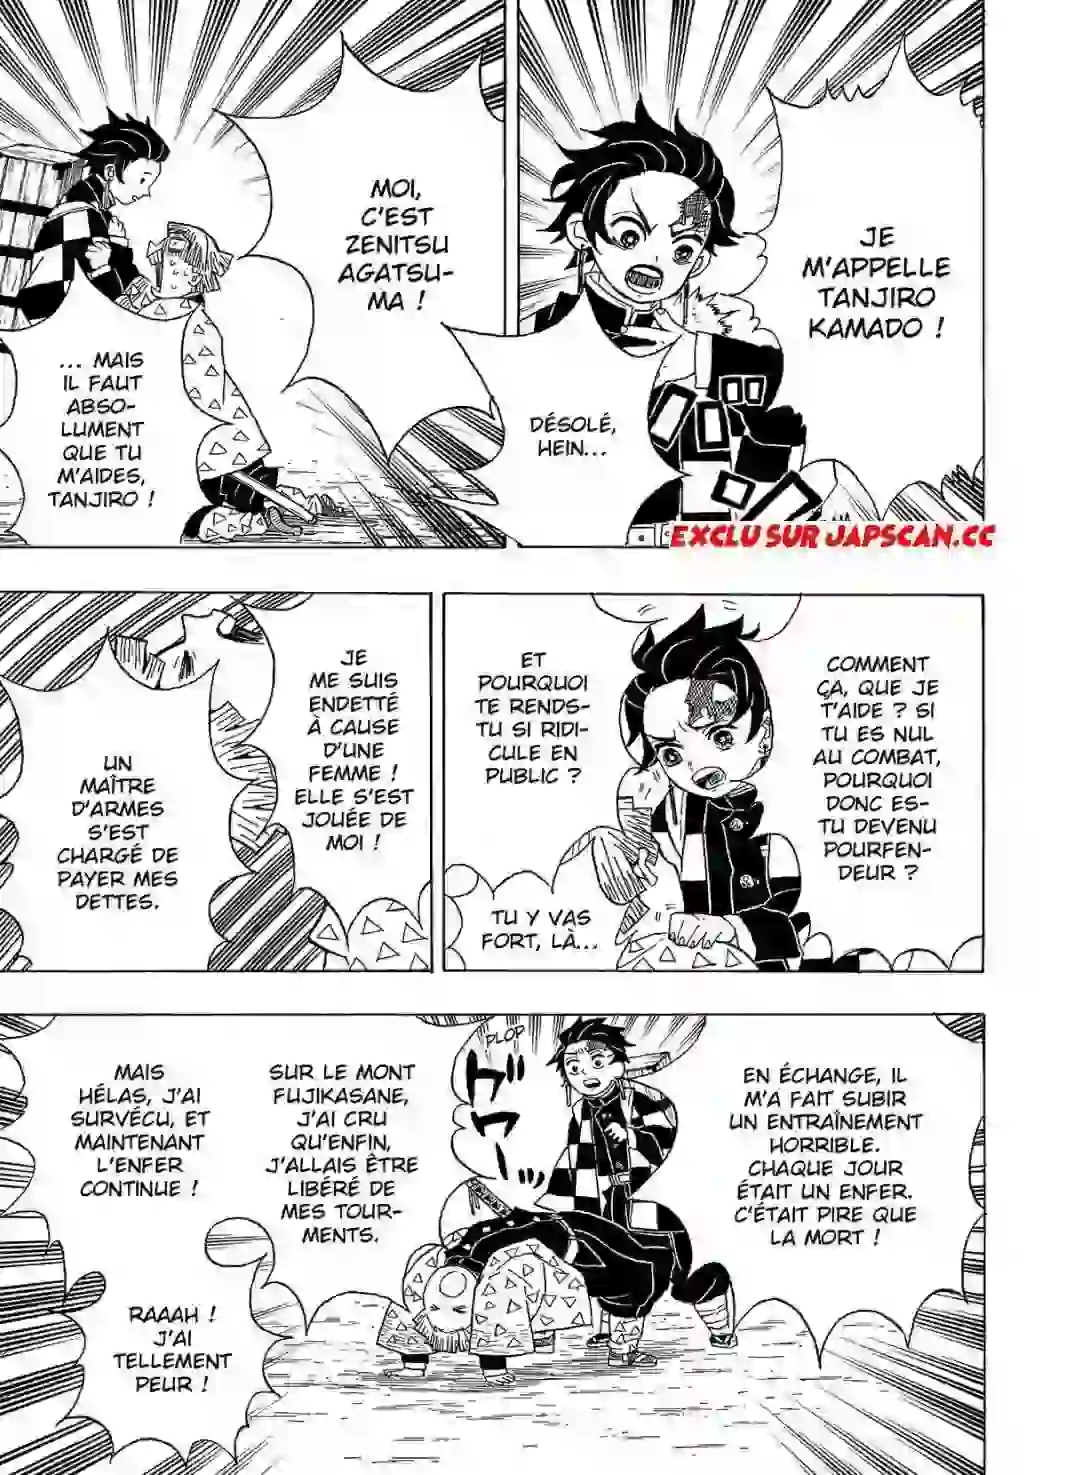 JE
M'APPELLE
TANJIRO
KAMADO !
DÉSOLÉ,
HEIN...
MOI,
C'EST
ZENITSU
AGATSU-
MA !
... MAIS
IL FAUT
ABSO-
LUMENT
QUE TU
M'AIDES,
TANJIRO !
EXCLU SUR JAPSCAN.CC
COMMENT
ÇA, QUE JE
T'AIDE ? SI
TU ES NUL
AU COMBAT,
POURQUOI
DONC ES-
TU DEVENU
POURFEN-
DEUR ?
ET
POURQUOI
TE RENDS-
TU SI RIDI-
CULE EN
PUBLIC ?
TU Y VAS
FORT, LÀ...
JE
ME SUIS
ENDETTÉ
À CAUSE
D'UNE
FEMME !
ELLE S'EST
JOUÉE DE
MOI !
UN
MAÎTRE
D'ARMES
S'EST
CHARGÉ DE
PAYER MES
DETTES.
EN ÉCHANGE, IL
M'A FAIT SUBIR
UN ENTRAÎNEMENT
HORRIBLE.
CHAQUE JOUR
ÉTAIT UN ENFER.
C'ÉTAIT PIRE QUE
LA MORT !
PLOP
グググッ
SUR LE MONT
FUJIKASANE,
J'AI CRU
QU'ENFIN,
J'ALLAIS ÊTRE
LIBÉRÉ DE
MES TOUR-
MENTS.
MAIS
HÉLAS, J'AI
SURVÉCU, ET
MAINTENANT
L'ENFER
CONTINUE !
RAAAH !
J'AI
TELLEMENT
PEUR !